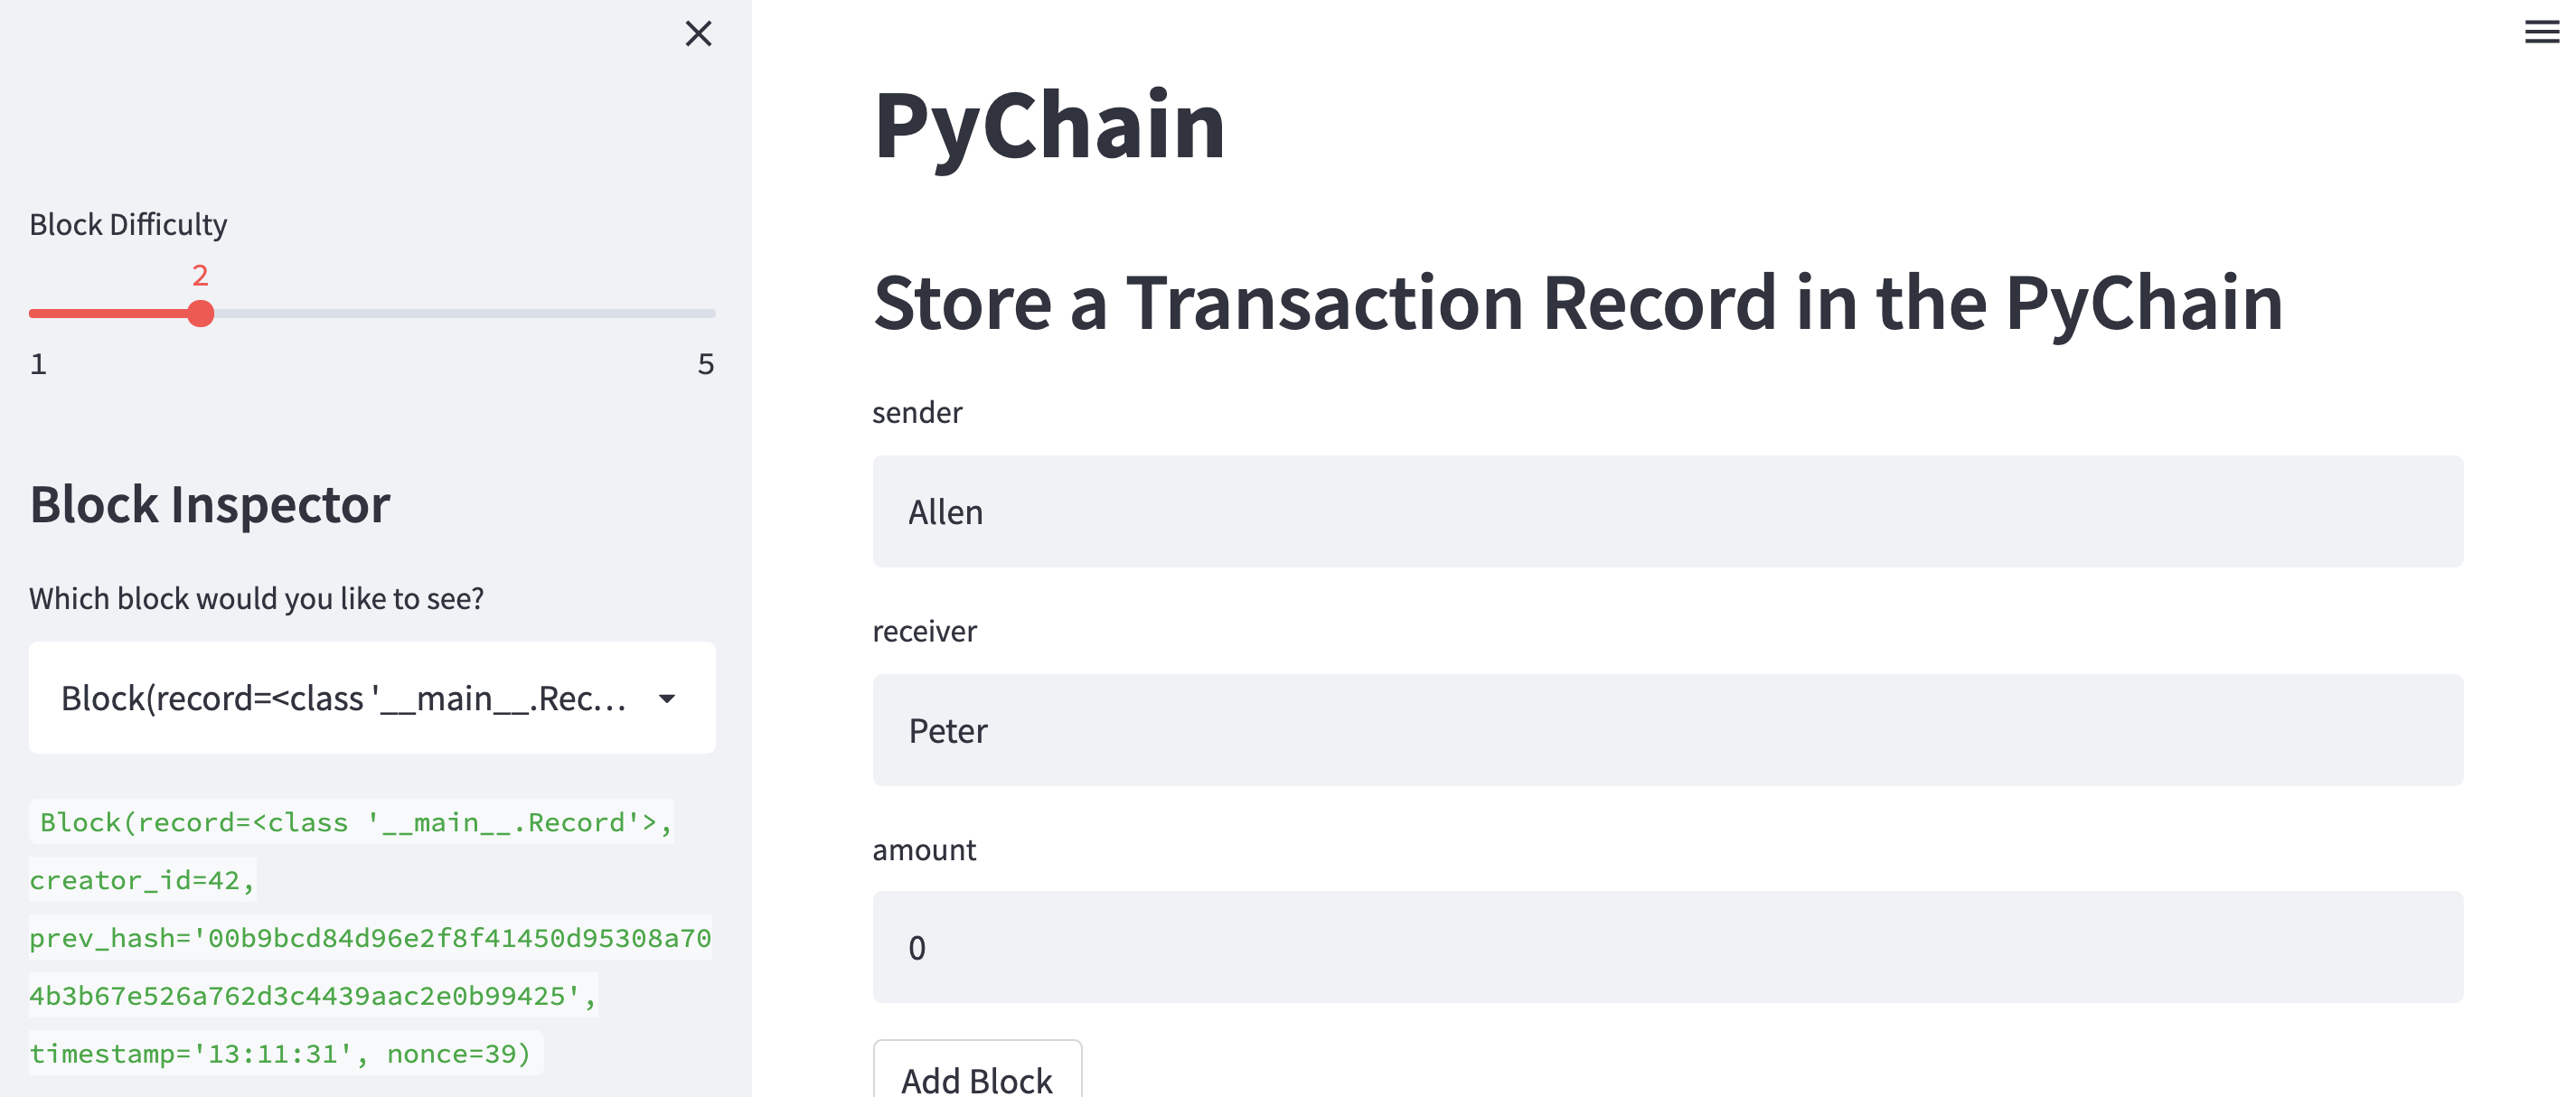 Block Difficulty
2
1
5
Block Inspector
Which block would you like to see?
Block(record=<class '__main__.Rec...
Block(record=<class '__main__.Record'>,
creator_id=42,
prev_hash='00b9bcd84d96e2f8f41450d95308a70
4b3b67e526a762d3c4439aac2e0b99425',
timestamp='13:11:31', nonce=39)
PyChain
Store a Transaction Record in the PyChain
sender
Allen
receiver
Peter
amount
0
Add Block